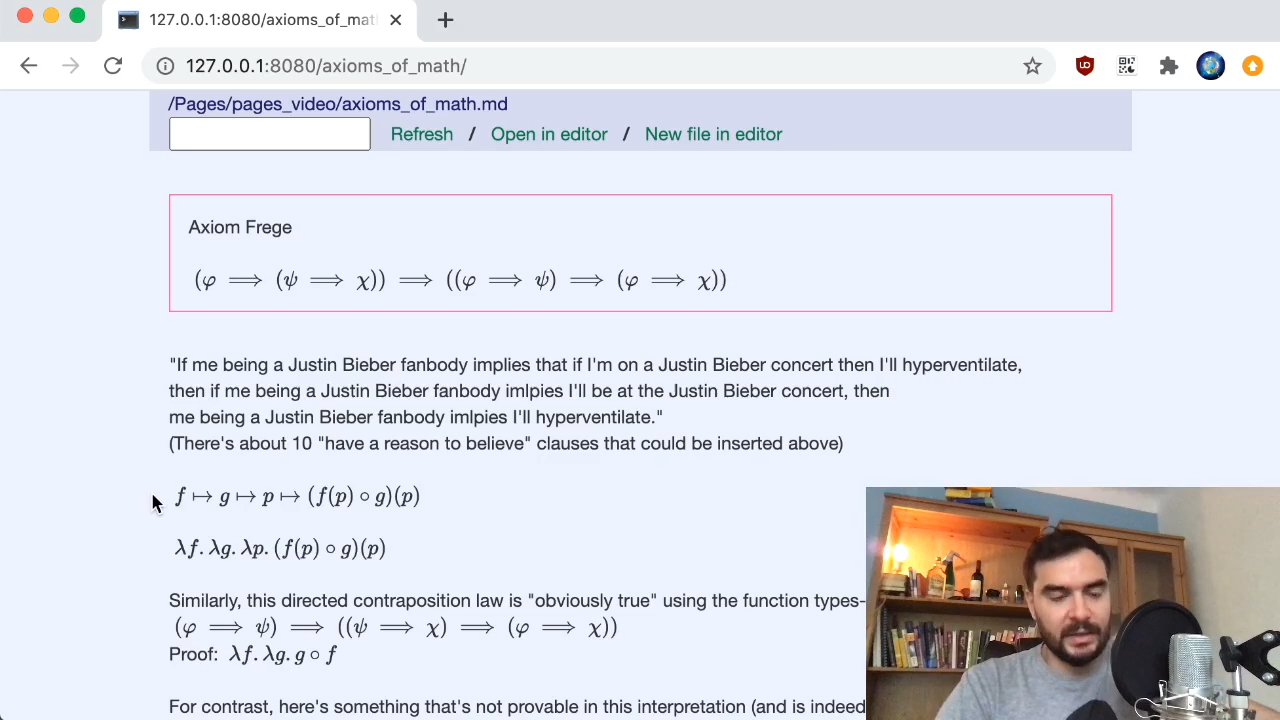 127.0.0.1:8080/axioms_of_mat
127.0.0.1:8080/axioms_of_math/
/Pages/pages_video/axioms_of_math.md
Refresh / Open in editor / New file in editor
Axiom Frege
(φ ⟹ (ψ ⟹ χ)) ⟹ ((φ ⟹ ψ) ⟹ (φ ⟹ χ))
"If me being a Justin Bieber fanbody implies that if I'm on a Justin Bieber concert then I'll hyperventilate,
then if me being a Justin Bieber fanbody imlpies I'll be at the Justin Bieber concert, then
me being a Justin Bieber fanbody imlpies I'll hyperventilate."
(There's about 10 "have a reason to believe" clauses that could be inserted above)
f ↦ g ↦ p ↦ (f(p) ∘ g)(p)
λf. λg. λp. (f(p) ∘ g)(p)
Similarly, this directed contraposition law is "obviously true" using the function types-
(φ ⟹ ψ) ⟹ ((ψ ⟹ χ) ⟹ (φ ⟹ χ))
Proof: λf. λg. g ∘ f
For contrast, here's something that's not provable in this interpretation (and is indeed